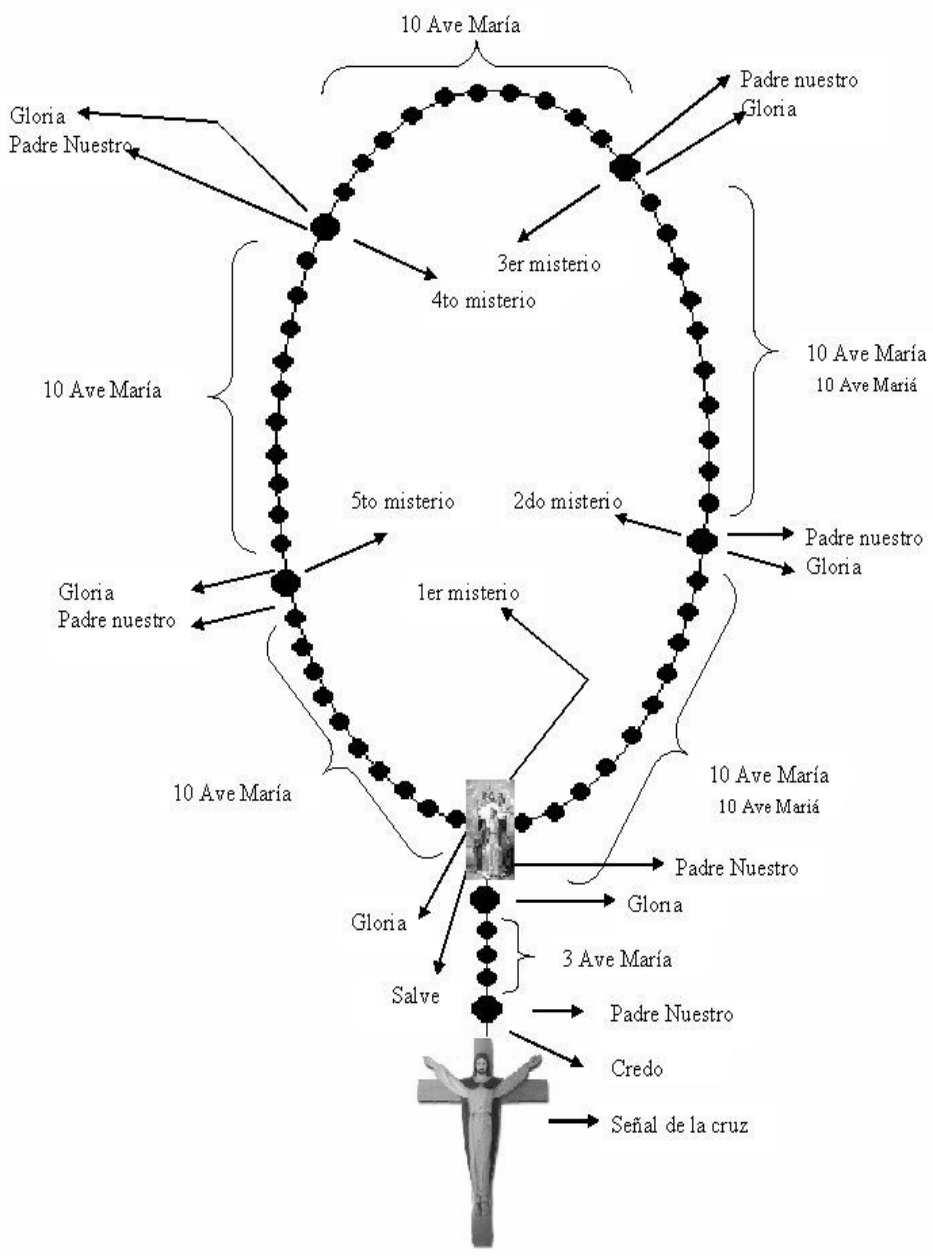 10 Ave María
Padre nuestro
Gloria
Gloria
Padre Nuestro
3er misterio
4to misterio
10 Ave María
10 Ave Mariá
10 Ave María
5to misterio
2do misterio
Padre nuestro
Gloria
Gloria
Padre nuestro
1er misterio
10 Ave María
10 Ave María
10 Ave Mariá
Padre Nuestro
Gloria
Gloria
3 Ave María
Salve
Padre Nuestro
Credo
Señal de la cruz